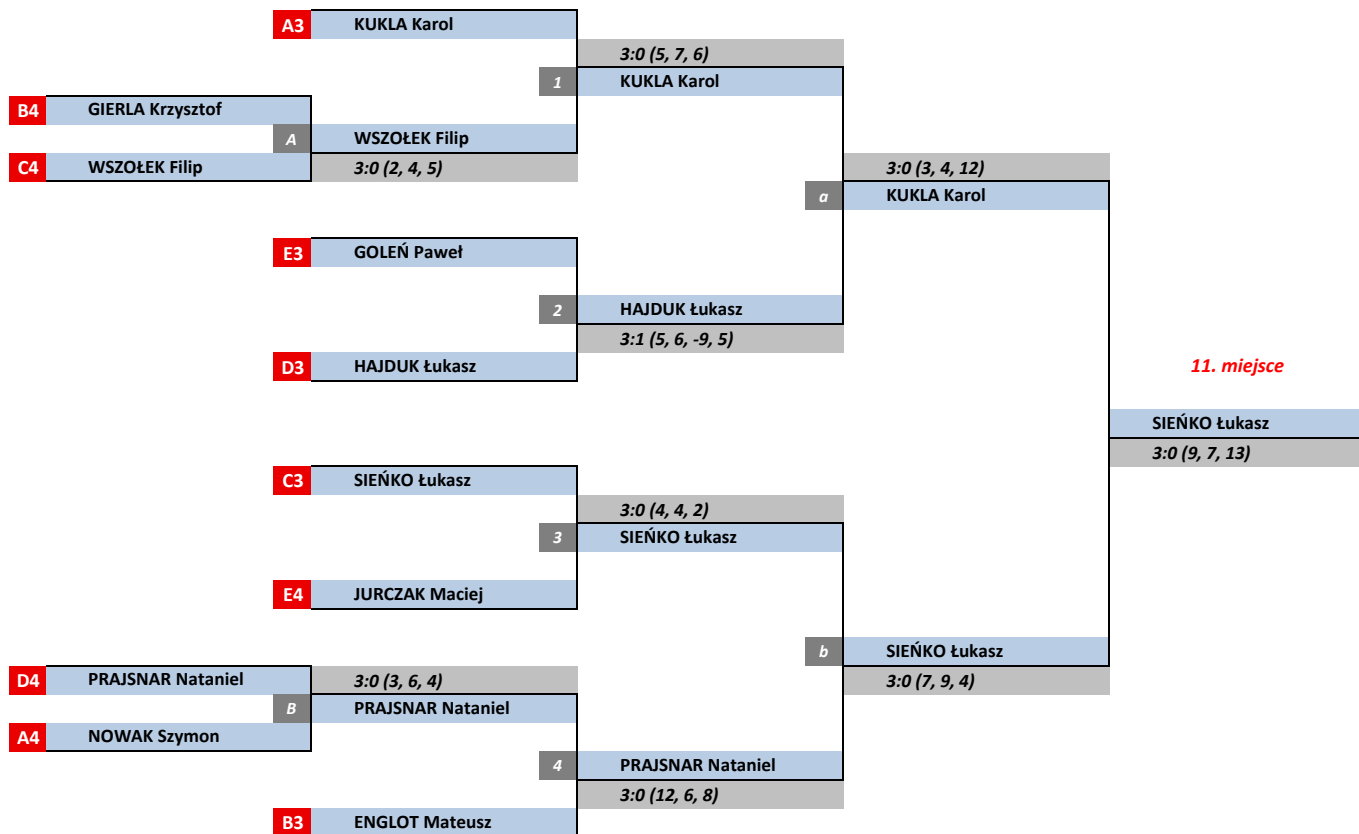 A3 KUKLA Karol
3:0 (5, 7, 6)
1 KUKLA Karol
B4 GIERLA Krzysztof
A WSZOŁEK Filip
C4 WSZOŁEK Filip 3:0 (2, 4, 5) 3:0 (3, 4, 12)
a KUKLA Karol
E3 GOLEŃ Paweł
2 HAJDUK Łukasz
3:1 (5, 6, -9, 5)
D3 HAJDUK Łukasz 11. miejsce
SIEŃKO Łukasz
3:0 (9, 7, 13)
C3 SIEŃKO Łukasz
3:0 (4, 4, 2)
3 SIEŃKO Łukasz
E4 JURCZAK Maciej
b SIEŃKO Łukasz
D4 PRAJSNAR Nataniel 3:0 (3, 6, 4) 3:0 (7, 9, 4)
B PRAJSNAR Nataniel
A4 NOWAK Szymon
4 PRAJSNAR Nataniel
3:0 (12, 6, 8)
B3 ENGLOT Mateusz